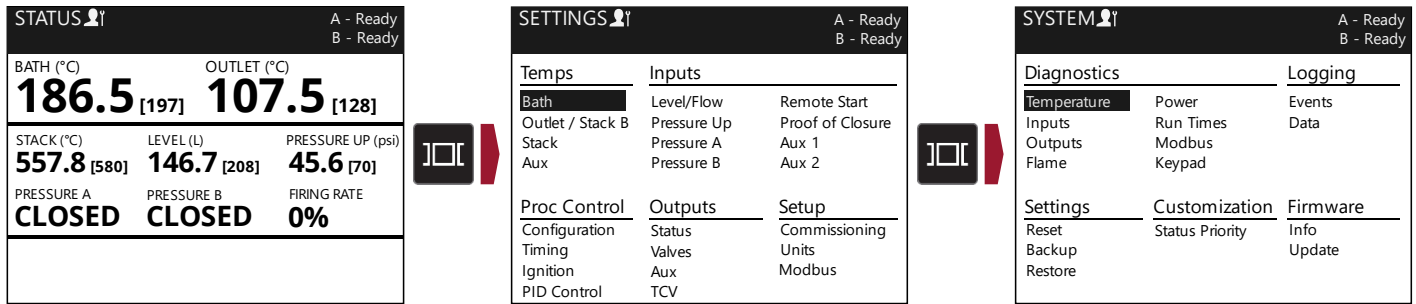 STATUS
A - Ready
B - Ready
BATH (°C)
OUTLET (°C)
186.5 [197]
107.5 [128]
STACK (°C)
LEVEL (L)
PRESSURE UP (psi)
557.8 [580]
146.7 [208]
45.6 [70]
PRESSURE A
PRESSURE B
FIRING RATE
CLOSED
CLOSED
0%
SETTINGS
A - Ready
B - Ready
Temps
Bath
Outlet / Stack B
Stack
Aux
Inputs
Level/Flow
Pressure Up
Pressure A
Pressure B
Remote Start
Proof of Closure
Aux 1
Aux 2
Proc Control
Configuration
Timing
Ignition
PID Control
Outputs
Status
Valves
Aux
TCV
Setup
Commissioning
Units
Modbus
SYSTEM
A - Ready
B - Ready
Diagnostics
Temperature
Inputs
Outputs
Flame
Power
Run Times
Modbus
Keypad
Logging
Events
Data
Settings
Reset
Backup
Restore
Customization
Status Priority
Firmware
Info
Update